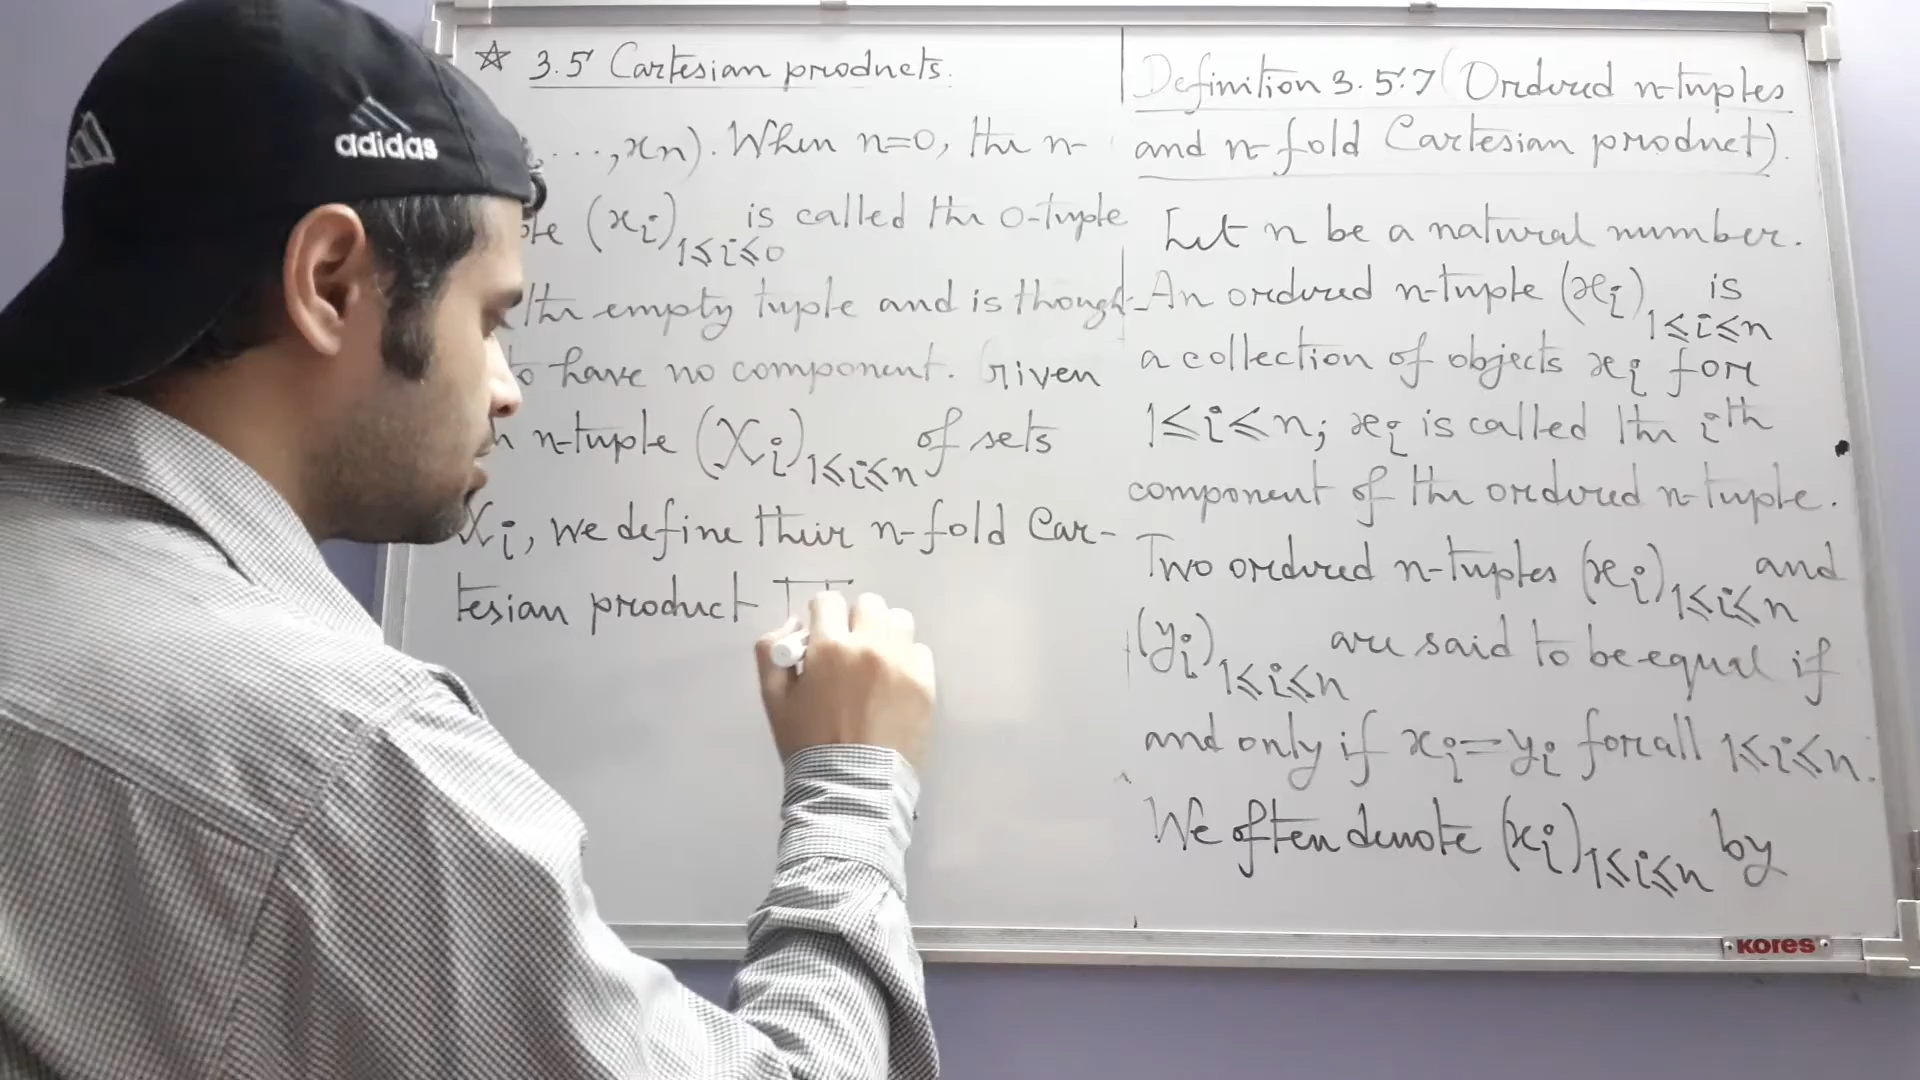 ☆ 3.5 Cartesian products.
..., xn). When n=0, the n-
(xi)1≤i≤0 is called the 0-tuple
the empty tuple and is though-
to have no component. Given
n-tuple (Xi)1≤i≤n of sets
Xi, we define their n-fold Car-
tesian product
Definition 3.5.7 (Ordered n-tuples
and n-fold Cartesian product).
Let n be a natural number.
An ordered n-tuple (xi)1≤i≤n is
a collection of objects xi for
1≤i≤n; xi is called the ith
component of the ordered n-tuple.
Two ordered n-tuples (xi)1≤i≤n and
(yi)1≤i≤n are said to be equal if
and only if xi=yi for all 1≤i≤n.
We often denote (xi)1≤i≤n by
adidas
kores